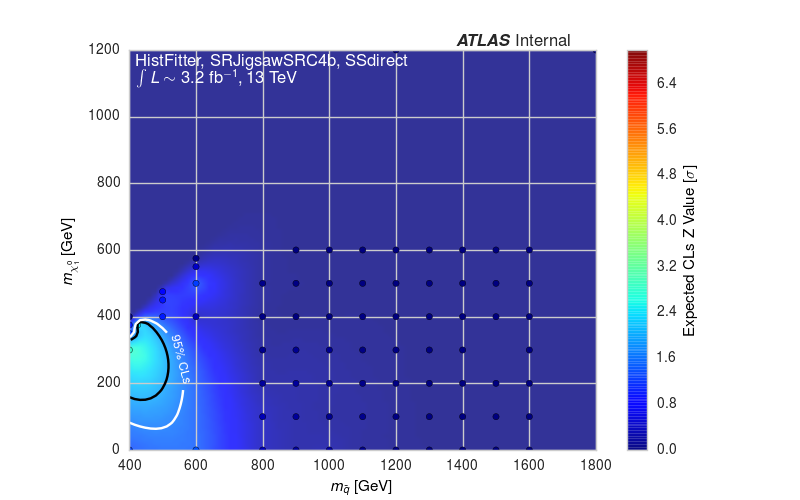 ATLAS Internal
HistFitter, SRJigsawSRC4b, SSdirect
∫ L ∼ 3.2 fb⁻¹, 13 TeV
95% CLs
1200
1000
800
600
400
200
0
m_χ̃₁⁰ [GeV]
400 600 800 1000 1200 1400 1600 1800
m_q̃ [GeV]
6.4
5.6
4.8
4.0
3.2
2.4
1.6
0.8
0.0
Expected CLs Z Value [σ]